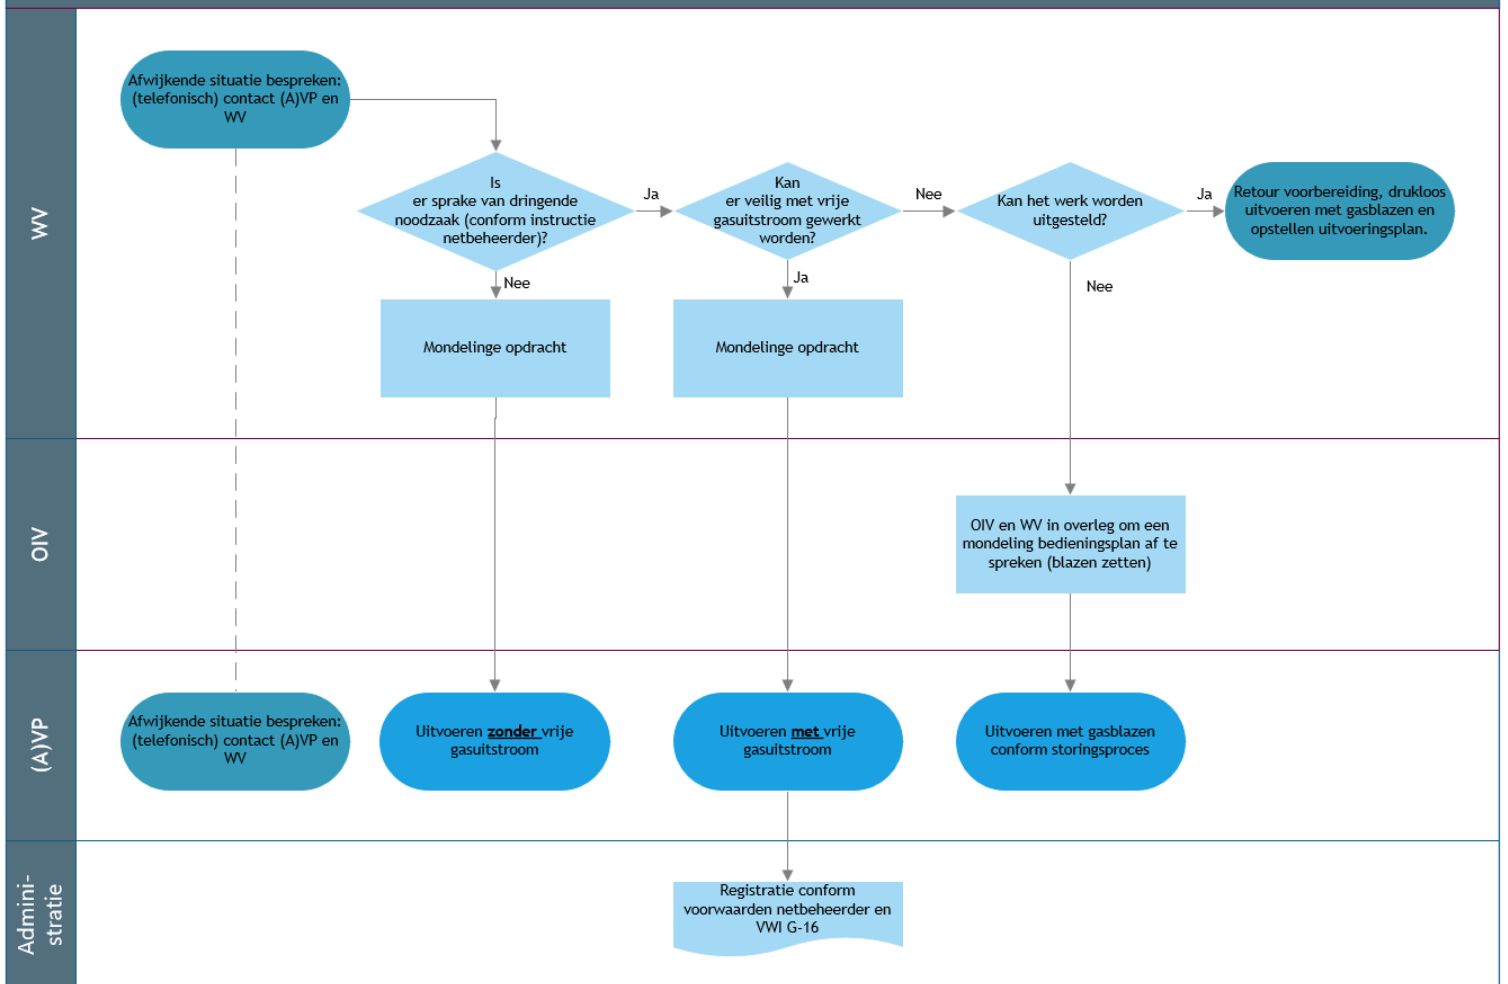 WV
Afwijkende situatie bespreken:
(telefonisch) contact (A)VP en
WV
Is
er sprake van dringende
noodzaak (conform instructie
netbeheerder)?
Ja
Kan
er veilig met vrije
gasuitstroom gewerkt
worden?
Nee
Kan het werk worden
uitgesteld?
Ja
Retour voorbereiding, drukloos
uitvoeren met gasblazen en
opstellen uitvoeringsplan.
Nee
Ja
Nee
Mondelinge opdracht
Mondelinge opdracht
OIV
OIV en WV in overleg om een
mondeling bedieningsplan af te
spreken (blazen zetten)
(A)VP
Afwijkende situatie bespreken:
(telefonisch) contact (A)VP en
WV
Uitvoeren zonder vrije
gasuitstroom
Uitvoeren met vrije
gasuitstroom
Uitvoeren met gasblazen
conform storingsproces
Admini-
stratie
Registratie conform
voorwaarden netbeheerder en
VWI G-16